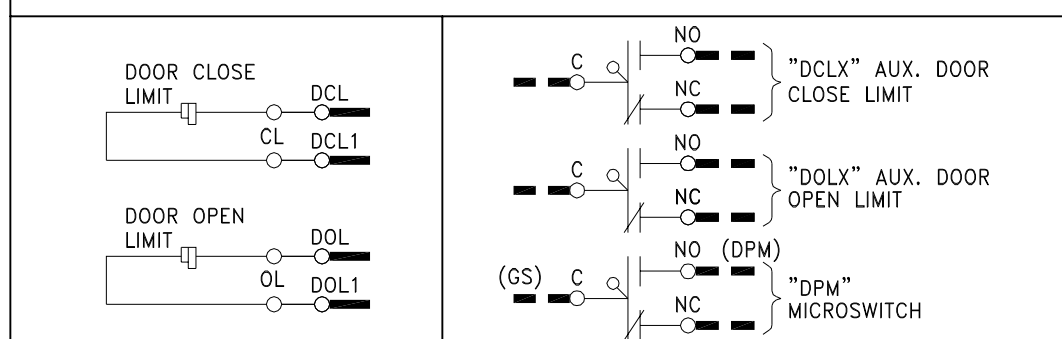 DOOR CLOSE
LIMIT
DCL
CL
DCL1
DOOR OPEN
LIMIT
DOL
OL
DOL1
NO
C
NC
"DCLX" AUX. DOOR
CLOSE LIMIT
NO
C
NC
"DOLX" AUX. DOOR
OPEN LIMIT
NO (DPM)
(GS) C
NC
"DPM"
MICROSWITCH